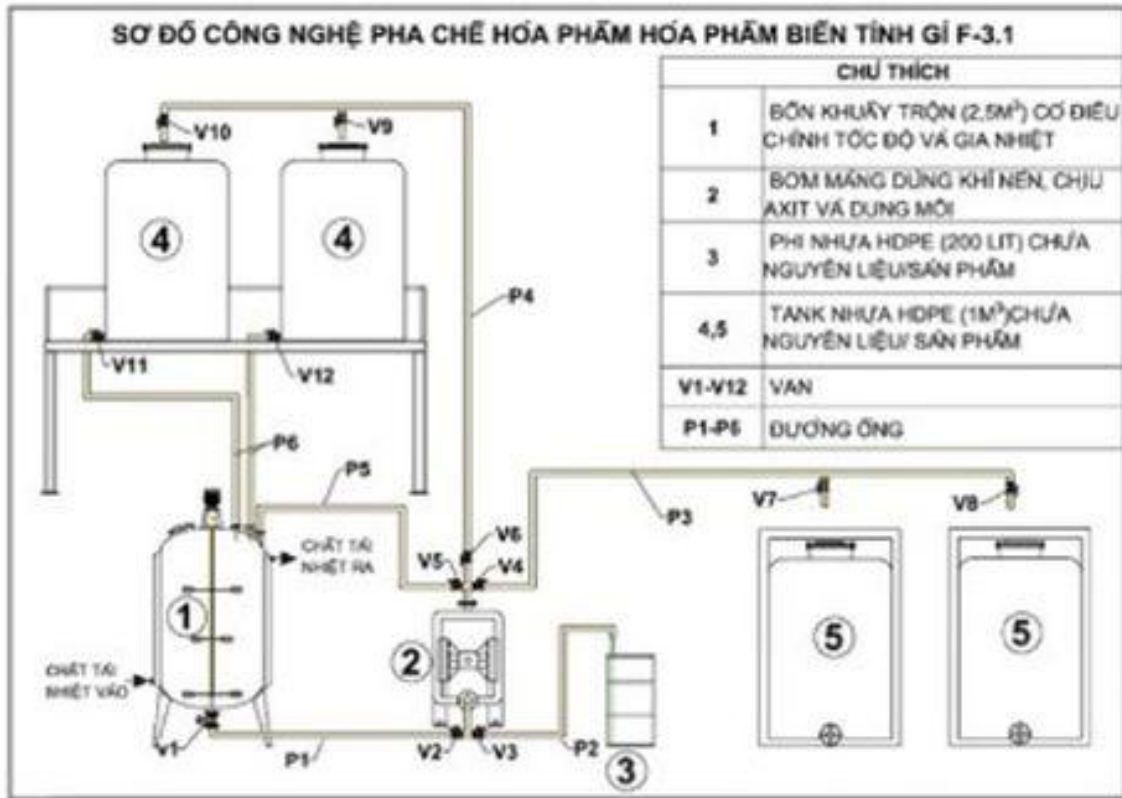 SƠ ĐỒ CÔNG NGHỆ PHA CHẾ HÓA PHẨM HÓA PHẨM BIẾN TÍNH GỈ F-3.1
CHÚ THÍCH
1
BỒN KHUẤY TRỘN (2,5M³) CÓ ĐIỀU
CHỈNH TỐC ĐỘ VÀ GIA NHIỆT
2
BƠM MÀNG DÙNG KHÍ NÉN, CHỊU
AXIT VÀ DUNG MÔI
3
PHI NHỰA HDPE (200 LIT) CHỨA
NGUYÊN LIỆU/SẢN PHẨM
4,5
TANK NHỰA HDPE (1M³)CHỨA
NGUYÊN LIỆU/ SẢN PHẨM
V1-V12 VAN
P1-P6 ĐƯỜNG ỐNG
V10
V9
4
4
P4
V11
V12
P6
P5
P3
V7
V8
V6
V5
V4
CHẤT TẢI
NHIỆT RA
1
2
5
5
CHẤT TẢI
NHIỆT VÀO
V1
P1
V2
V3
P2
3